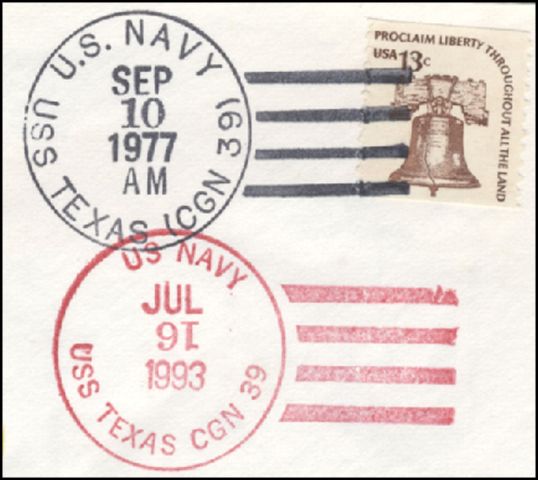 U.S. NAVY
SEP
10
1977
AM
USS TEXAS (CGN 39)
PROCLAIM LIBERTY THROUGHOUT ALL THE LAND
USA 13c
US NAVY
JUL
16
1993
USS TEXAS CGN 39